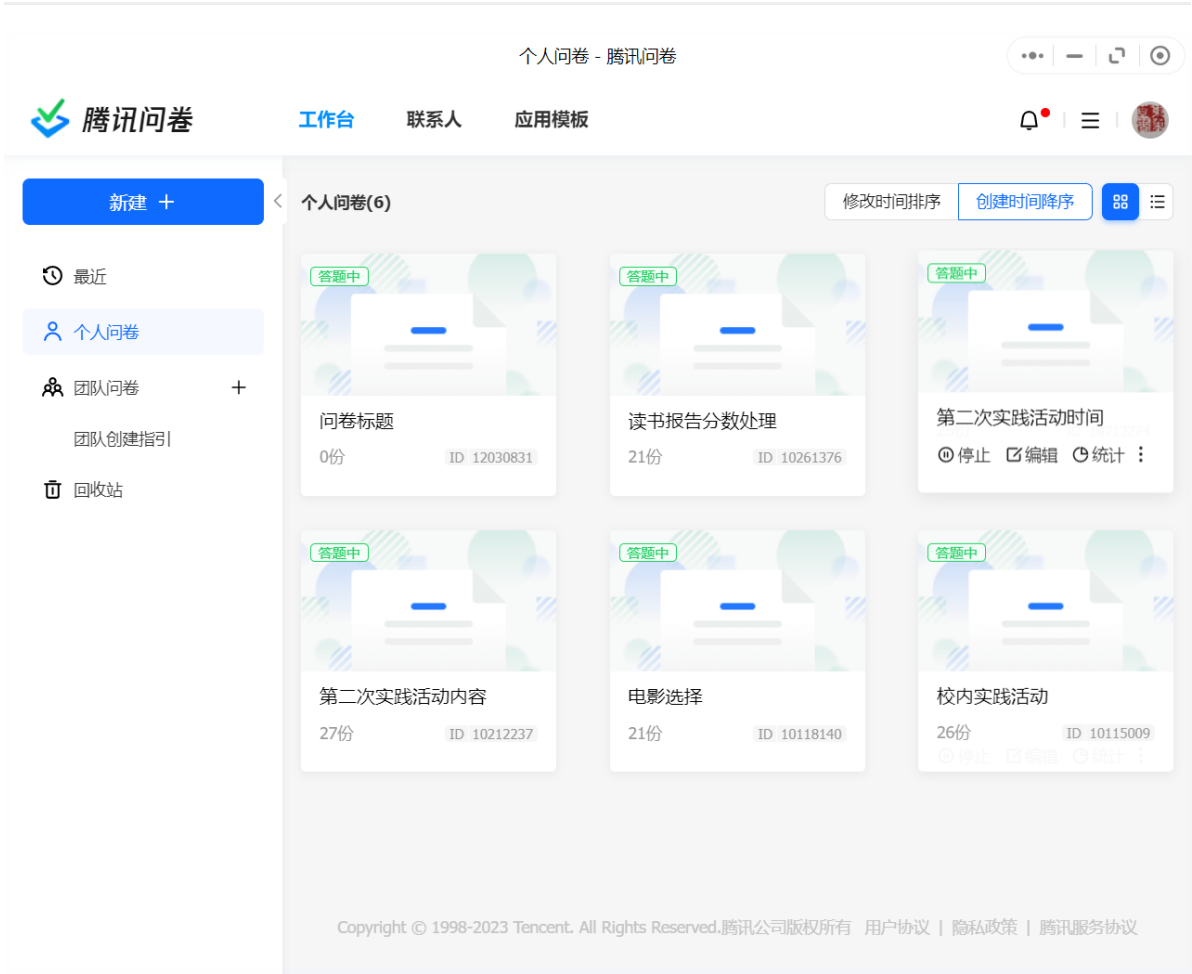 个人问卷 - 腾讯问卷
腾讯问卷
工作台 联系人 应用模板
新建
个人问卷(6)
修改时间排序 创建时间降序
最近
个人问卷
团队问卷
团队创建指引
回收站
答题中 答题中 答题中
问卷标题 读书报告分数处理 第二次实践活动时间
0份 ID 12030831 21份 ID 10261376 停止 编辑 统计
答题中 答题中 答题中
第二次实践活动内容 电影选择 校内实践活动
27份 ID 10212237 21份 ID 10118140 26份 ID 10115009
停止 编辑 统计
Copyright © 1998-2023 Tencent. All Rights Reserved.腾讯公司版权所有 用户协议 | 隐私政策 | 腾讯服务协议